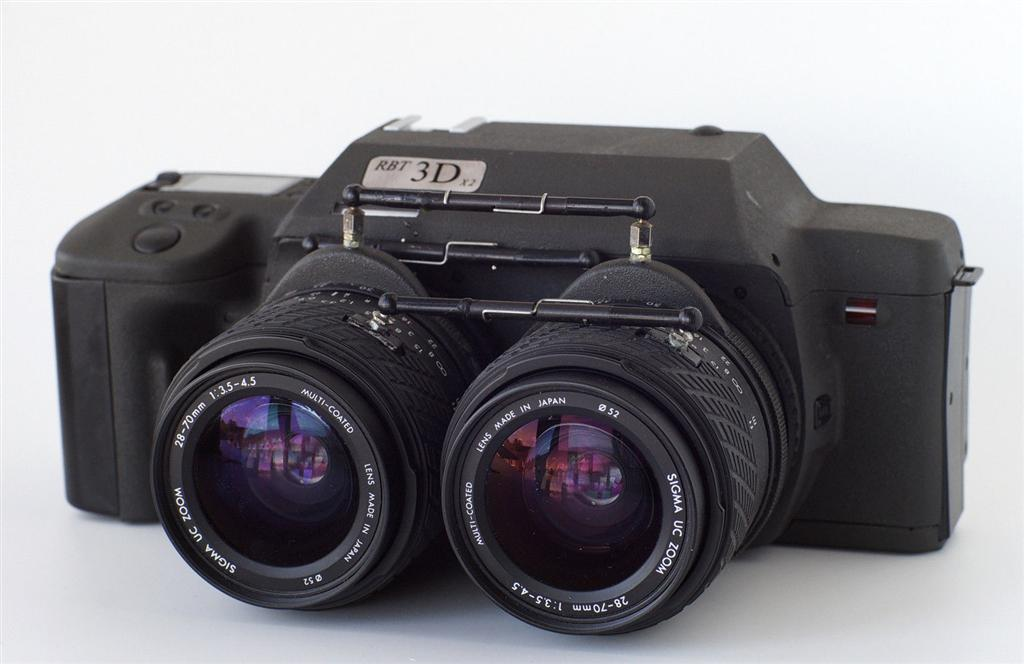 RBT 3D X2
28-70mm 1:3.5-4.5
MULTI-COATED
LENS MADE IN JAPAN
Ø52
SIGMA UC ZOOM
LENS MADE IN JAPAN
Ø52
SIGMA UC ZOOM
28-70mm 1:3.5-4.5
MULTI-COATED